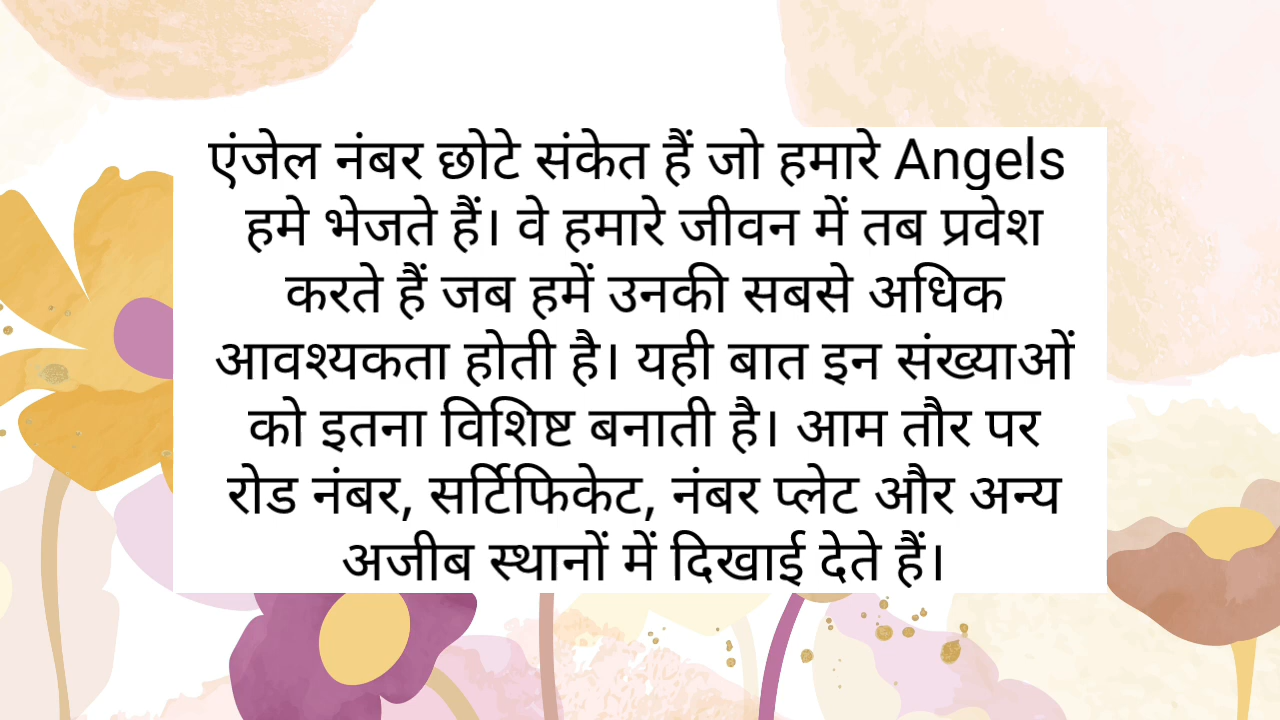 एंजेल नंबर छोटे संकेत हैं जो हमारे Angels
हमे भेजते हैं। वे हमारे जीवन में तब प्रवेश
करते हैं जब हमें उनकी सबसे अधिक
आवश्यकता होती है। यही बात इन संख्याओं
को इतना विशिष्ट बनाती है। आम तौर पर
रोड नंबर, सर्टिफिकेट, नंबर प्लेट और अन्य
अजीब स्थानों में दिखाई देते हैं।